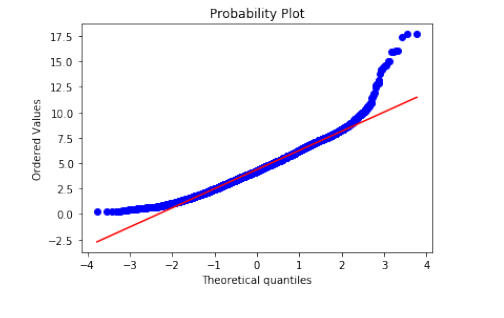 Probability Plot
17.5
15.0
12.5
10.0
7.5
5.0
2.5
0.0
−2.5
Ordered Values
−4 −3 −2 −1 0 1 2 3 4
Theoretical quantiles